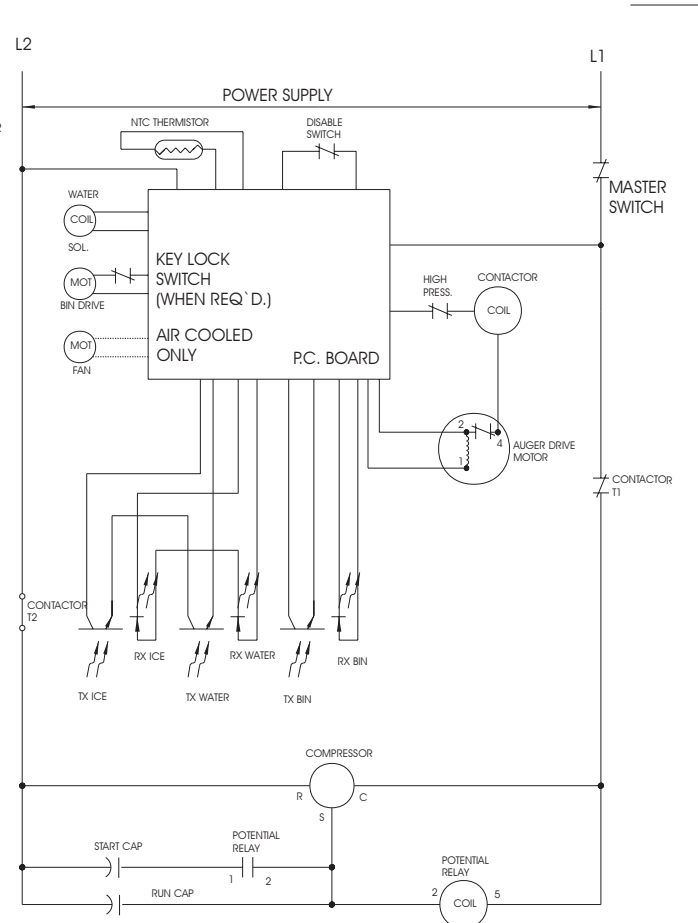 L2
L1
POWER SUPPLY
NTC THERMISTOR
DISABLE
SWITCH
MASTER
SWITCH
WATER
COIL
SOL.
KEY LOCK
SWITCH
(WHEN REQ`D.)
MOT
BIN DRIVE
HIGH
PRESS.
CONTACTOR
COIL
AIR COOLED
ONLY
MOT
FAN
P.C. BOARD
2
4
1
AUGER DRIVE
MOTOR
CONTACTOR
T1
CONTACTOR
T2
RX ICE
RX WATER
RX BIN
TX ICE
TX WATER
TX BIN
COMPRESSOR
R
C
S
START CAP
POTENTIAL
RELAY
1
2
RUN CAP
POTENTIAL
RELAY
2
COIL
5